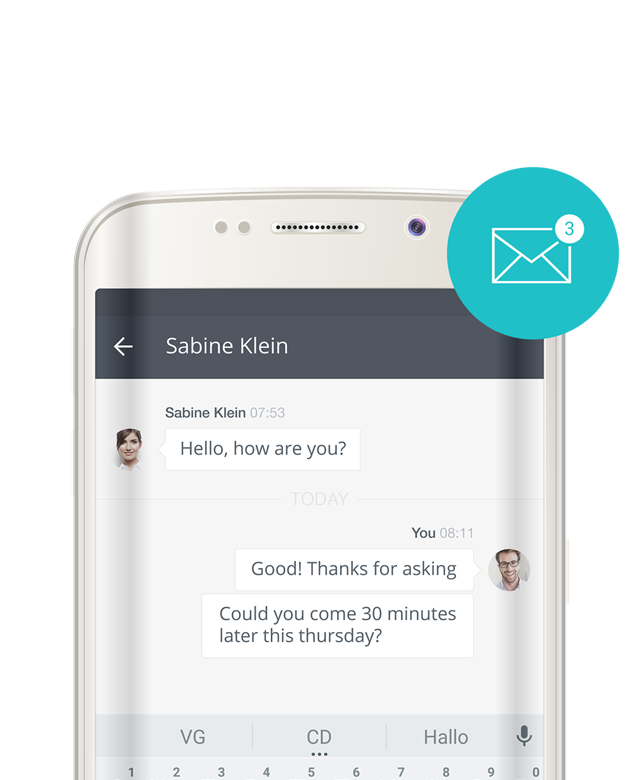 3
Sabine Klein
Sabine Klein 07:53
Hello, how are you?
TODAY
You 08:11
Good! Thanks for asking
Could you come 30 minutes
later this thursday?
VG CD Hallo
1 2 3 4 5 6 7 8 9 0